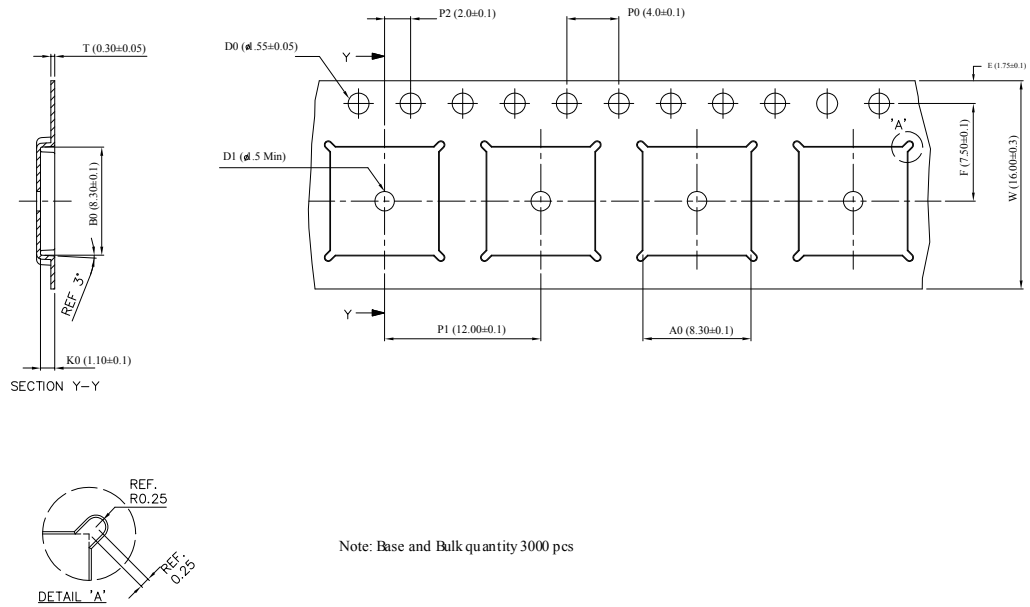 P2 (2.0±0.1)
P0 (4.0±0.1)
T (0.30±0.05)
D0 (ø1.55±0.05)
Y
E (1.75±0.1)
'A'
D1 (ø1.5 Min)
B0 (8.30±0.1)
F (7.50±0.1)
W (16.00±0.3)
REF 3°
Y
P1 (12.00±0.1)
A0 (8.30±0.1)
K0 (1.10±0.1)
SECTION Y-Y
REF.
R0.25
REF.
0.25
Note: Base and Bulk quantity 3000 pcs
DETAIL 'A'